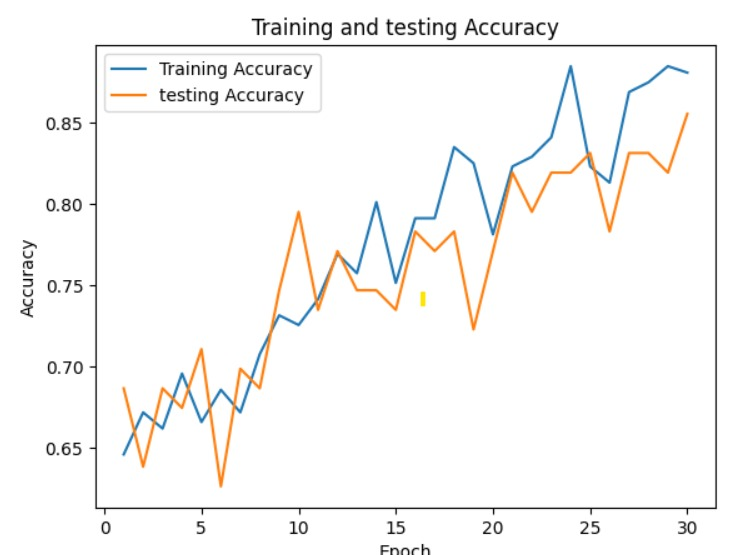 Training and testing Accuracy
Training Accuracy
testing Accuracy
0.85
0.80
0.75
0.70
0.65
Accuracy
0 5 10 15 20 25 30
Epoch